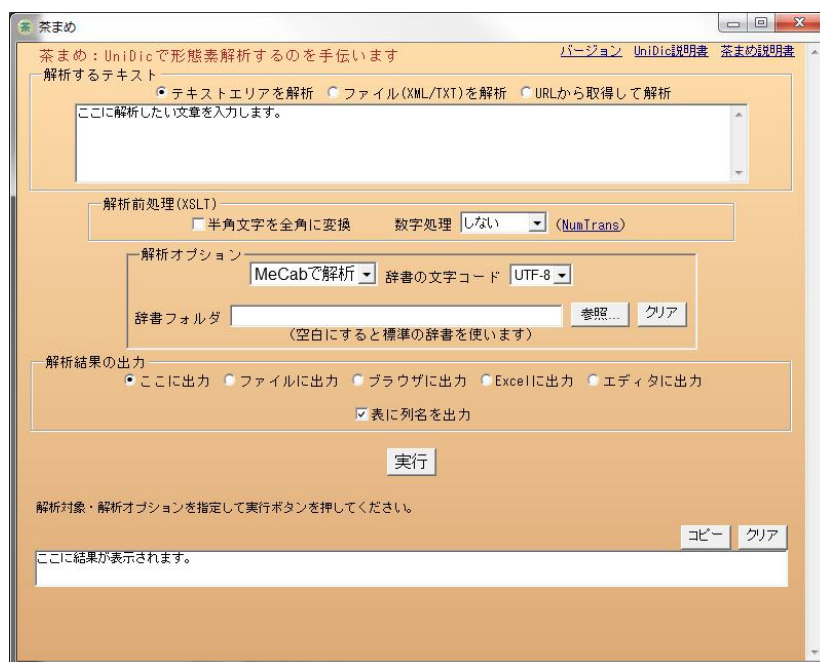 茶 茶まめ
茶まめ：UniDicで形態素解析するのを手伝います バージョン UniDic説明書 茶まめ説明書
解析するテキスト
テキストエリアを解析 ファイル(XML/TXT)を解析 URLから取得して解析
ここに解析したい文章を入力します。
解析前処理(XSLT)
半角文字を全角に変換 数字処理 しない (NumTrans)
解析オプション
MeCabで解析 辞書の文字コード UTF-8
辞書フォルダ 参照... クリア
(空白にすると標準の辞書を使います)
解析結果の出力
ここに出力 ファイルに出力 ブラウザに出力 Excelに出力 エディタに出力
表に列名を出力
実行
解析対象・解析オプションを指定して実行ボタンを押してください。
コピー クリア
ここに結果が表示されます。